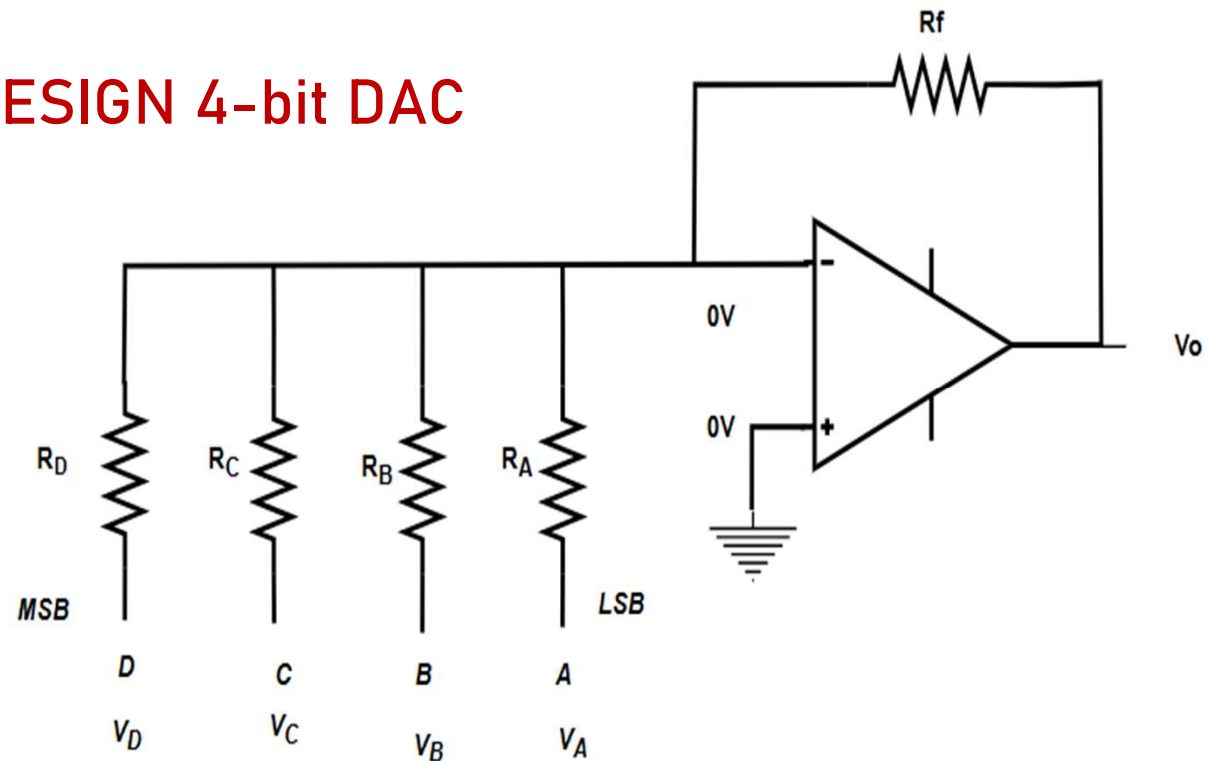 Rf
ESIGN 4-bit DAC
-
0V
Vo
0V
+
RD
RC
RB
RA
MSB
LSB
D
C
B
A
VD
VC
VB
VA